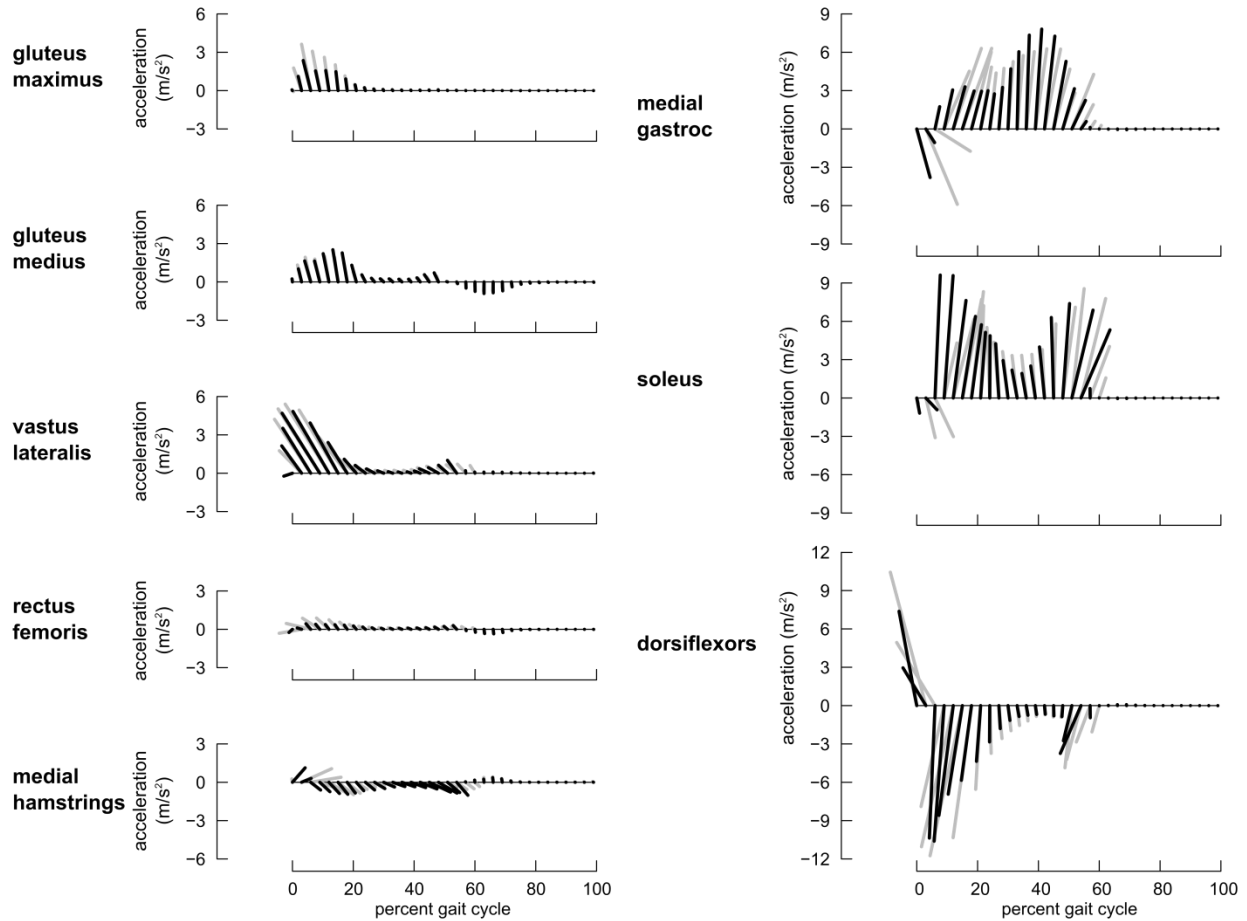 gluteus
maximus
acceleration
(m/s²)
6
3
0
−3
gluteus
medius
acceleration
(m/s²)
6
3
0
−3
vastus
lateralis
acceleration
(m/s²)
6
3
0
−3
rectus
femoris
acceleration
(m/s²)
3
0
−3
medial
hamstrings
acceleration
(m/s²)
3
0
−3
−6
0 20 40 60 80 100
percent gait cycle
medial
gastroc
acceleration (m/s²)
9
6
3
0
−3
−6
−9
soleus
acceleration (m/s²)
9
6
3
0
−3
−6
−9
dorsiflexors
acceleration (m/s²)
12
9
6
3
0
−3
−6
−9
−12
0 20 40 60 80 100
percent gait cycle